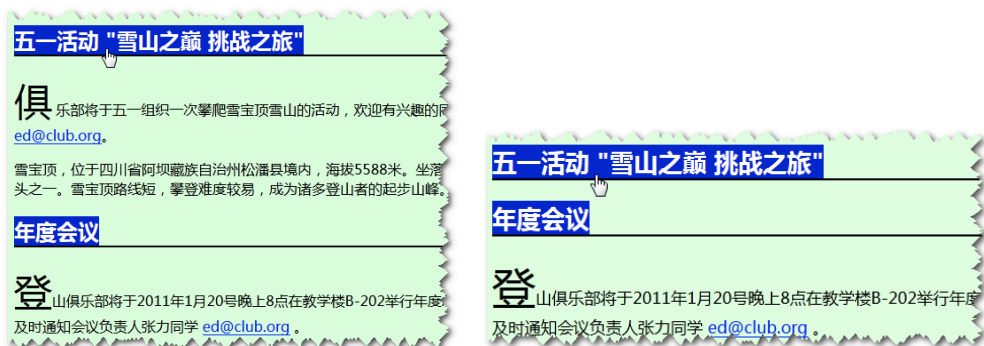 五一活动 "雪山之巅 挑战之旅"
俱乐部将于五一组织一次攀爬雪宝顶雪山的活动，欢迎有兴趣的
ed@club.org。
雪宝顶，位于四川省阿坝藏族自治州松潘县境内，海拔5588米。坐落
头之一。雪宝顶路线短，攀登难度较易，成为诸多登山者的起步山峰。
年度会议
登山俱乐部将于2011年1月20号晚上8点在教学楼B-202举行年度
及时通知会议负责人张力同学 ed@club.org 。
五一活动 "雪山之巅 挑战之旅"
年度会议
登山俱乐部将于2011年1月20号晚上8点在教学楼B-202举行年度
及时通知会议负责人张力同学 ed@club.org 。